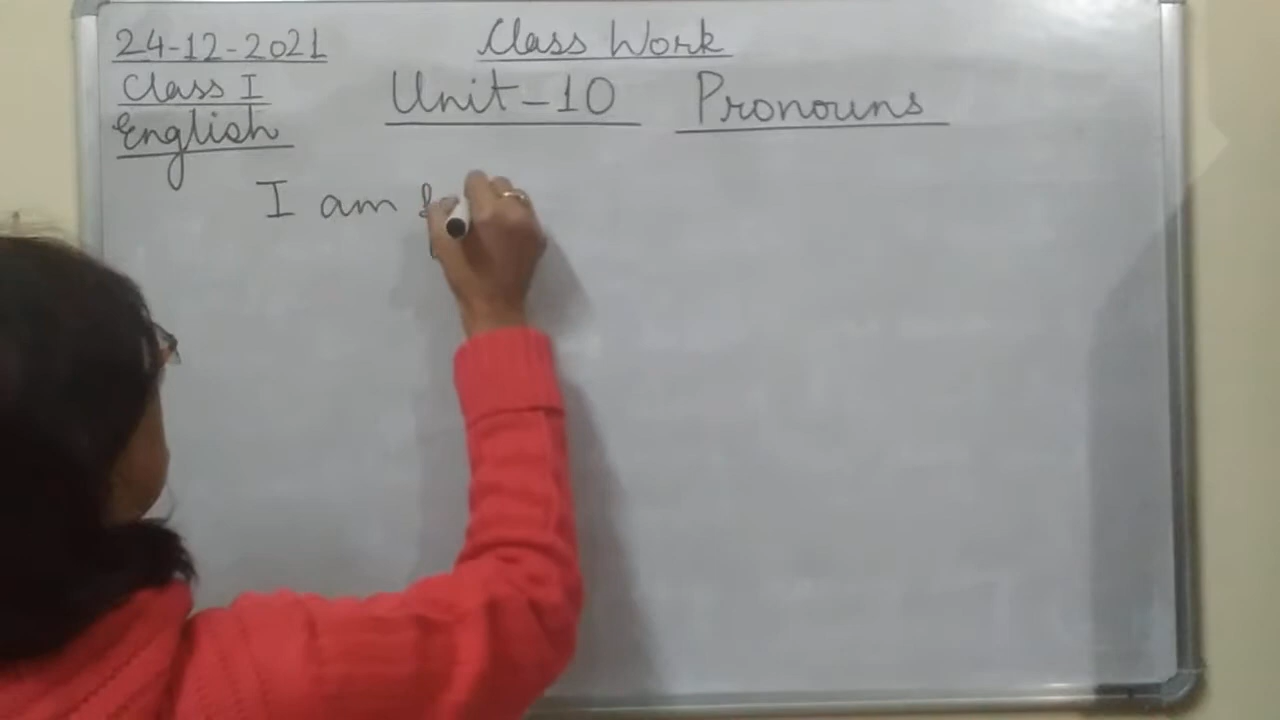 24-12-2021 Class Work
Class I
Unit-10 Pronouns
English
I am